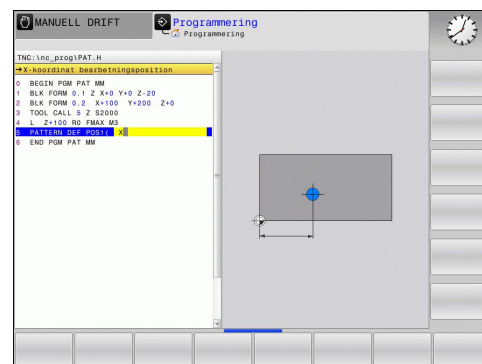 MANUELL DRIFT
Programmering
Programmering
TNC:\nc_prog\PAT.H
→X-koordinat bearbetningsposition
0 BEGIN PGM PAT MM
1 BLK FORM 0.1 Z X+0 Y+0 Z-20
2 BLK FORM 0.2 X+100 Y+200 Z+0
3 TOOL CALL 5 Z S2000
4 L Z+100 R0 FMAX M3
5 PATTERN DEF POS1( X
6 END PGM PAT MM